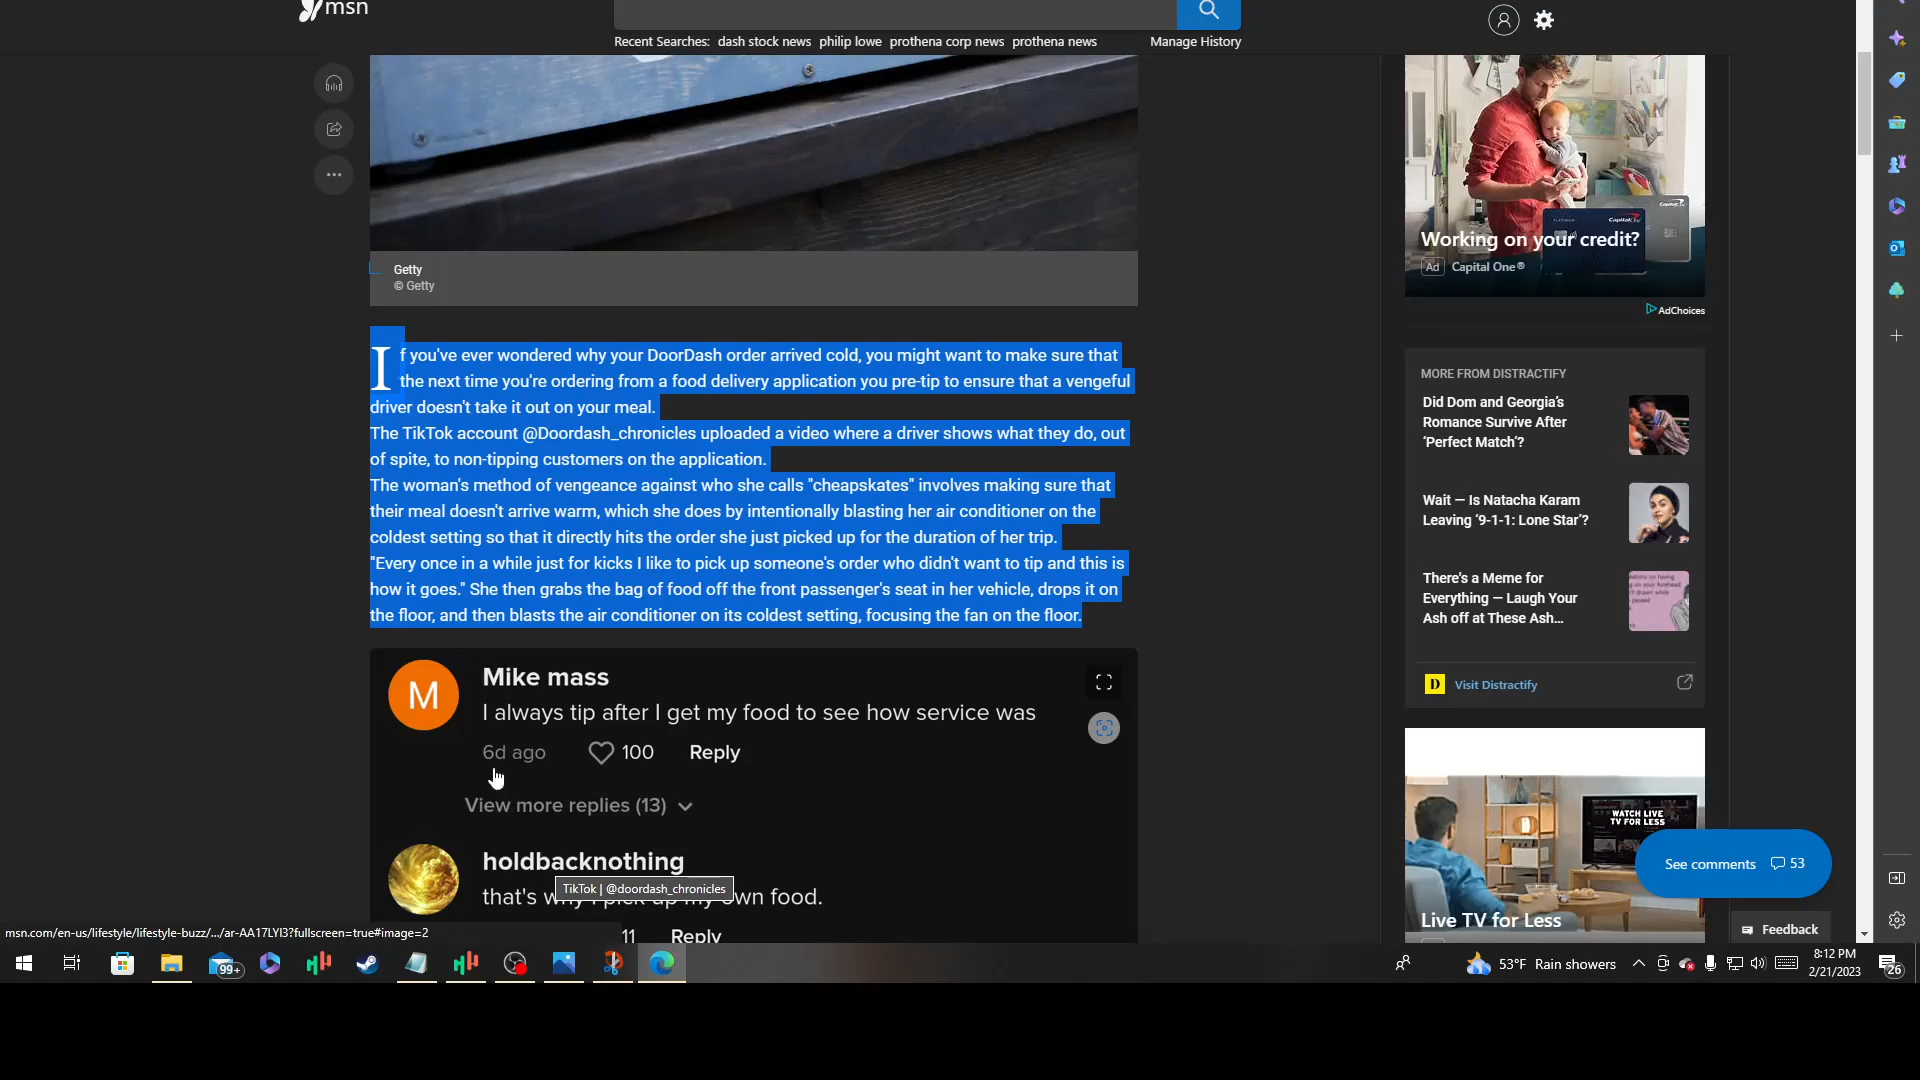 msn
Recent Searches: dash stock news philip lowe prothena corp news prothena news Manage History
Getty
© Getty
If you've ever wondered why your DoorDash order arrived cold, you might want to make sure that
the next time you're ordering from a food delivery application you pre-tip to ensure that a vengeful
driver doesn't take it out on your meal.
The TikTok account @Doordash_chronicles uploaded a video where a driver shows what they do, out
of spite, to non-tipping customers on the application.
The woman's method of vengeance against who she calls "cheapskates" involves making sure that
their meal doesn't arrive warm, which she does by intentionally blasting her air conditioner on the
coldest setting so that it directly hits the order she just picked up for the duration of her trip.
"Every once in a while just for kicks I like to pick up someone's order who didn't want to tip and this is
how it goes." She then grabs the bag of food off the front passenger's seat in her vehicle, drops it on
the floor, and then blasts the air conditioner on its coldest setting, focusing the fan on the floor.
M
Mike mass
I always tip after I get my food to see how service was
6d ago 100 Reply
View more replies (13)
holdbacknothing
TikTok | @doordash_chronicles
that's why I pick up my own food.
11 Reply
Working on your credit?
Ad Capital One®
AdChoices
MORE FROM DISTRACTIFY
Did Dom and Georgia's
Romance Survive After
'Perfect Match'?
Wait — Is Natacha Karam
Leaving '9-1-1: Lone Star'?
There's a Meme for
Everything — Laugh Your
Ash off at These Ash...
D Visit Distractify
WATCH LIVE
TV FOR LESS
See comments 53
Live TV for Less
Feedback
msn.com/en-us/lifestyle/lifestyle-buzz/.../ar-AA17LYI3?fullscreen=true#image=2
99+
53°F Rain showers
8:12 PM
2/21/2023
26